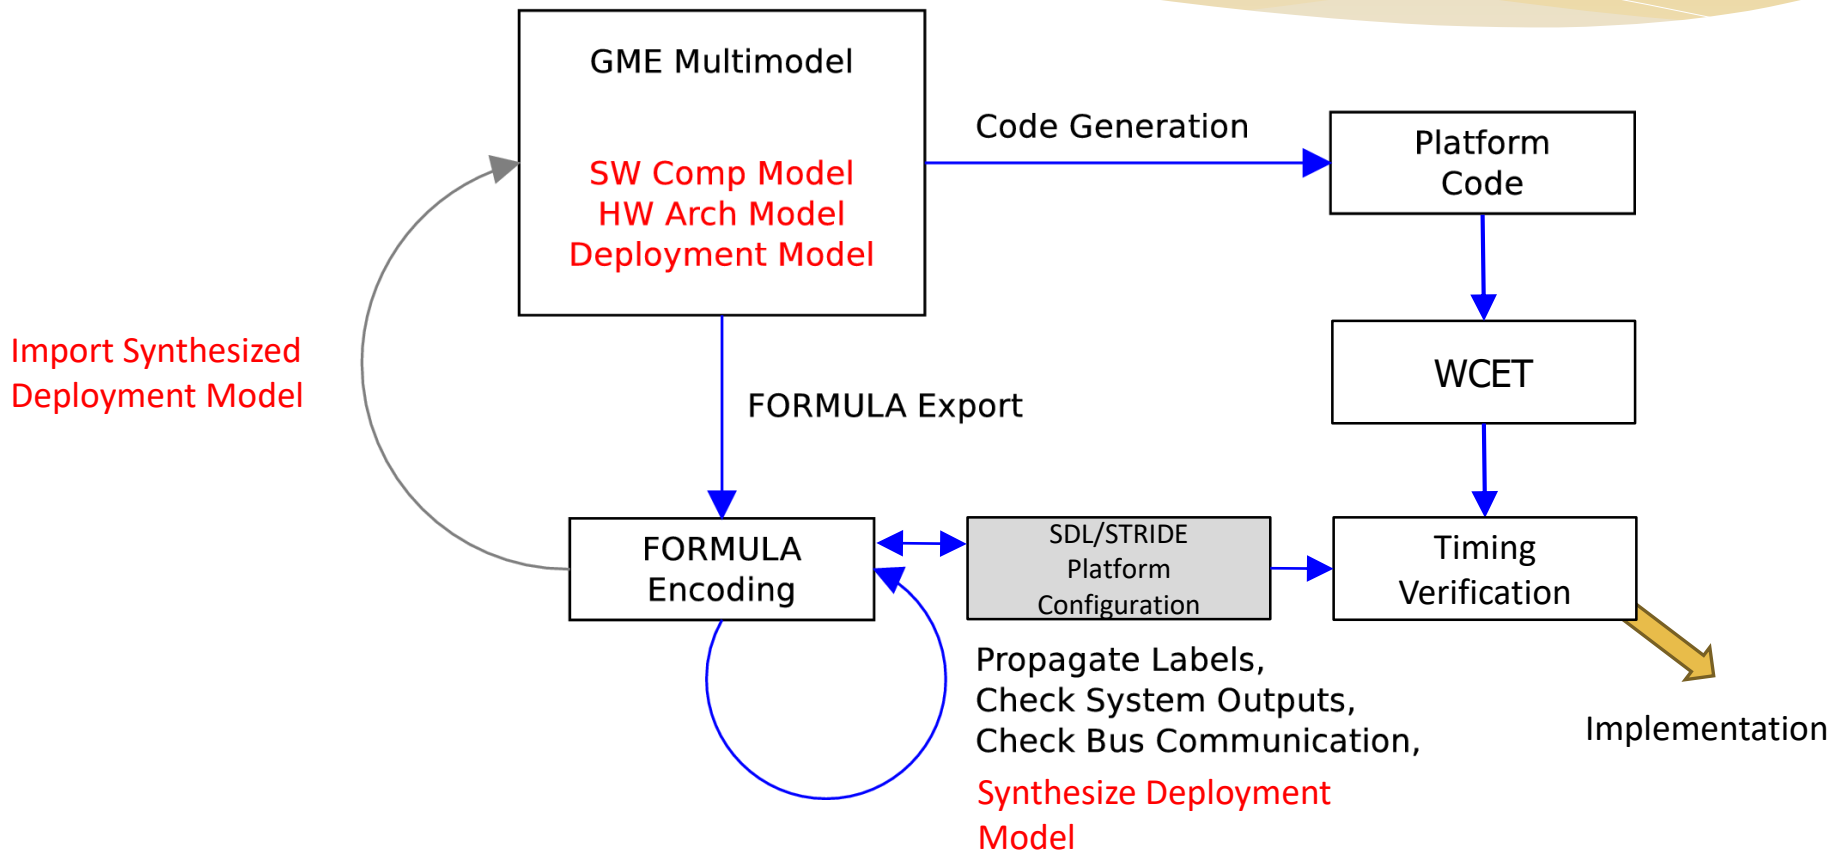 GME Multimodel
SW Comp Model
HW Arch Model
Deployment Model
Code Generation
Platform
Code
Import Synthesized
Deployment Model
WCET
FORMULA Export
FORMULA
Encoding
SDL/STRIDE
Platform
Configuration
Timing
Verification
Propagate Labels,
Check System Outputs,
Check Bus Communication,
Synthesize Deployment
Model
Implementation